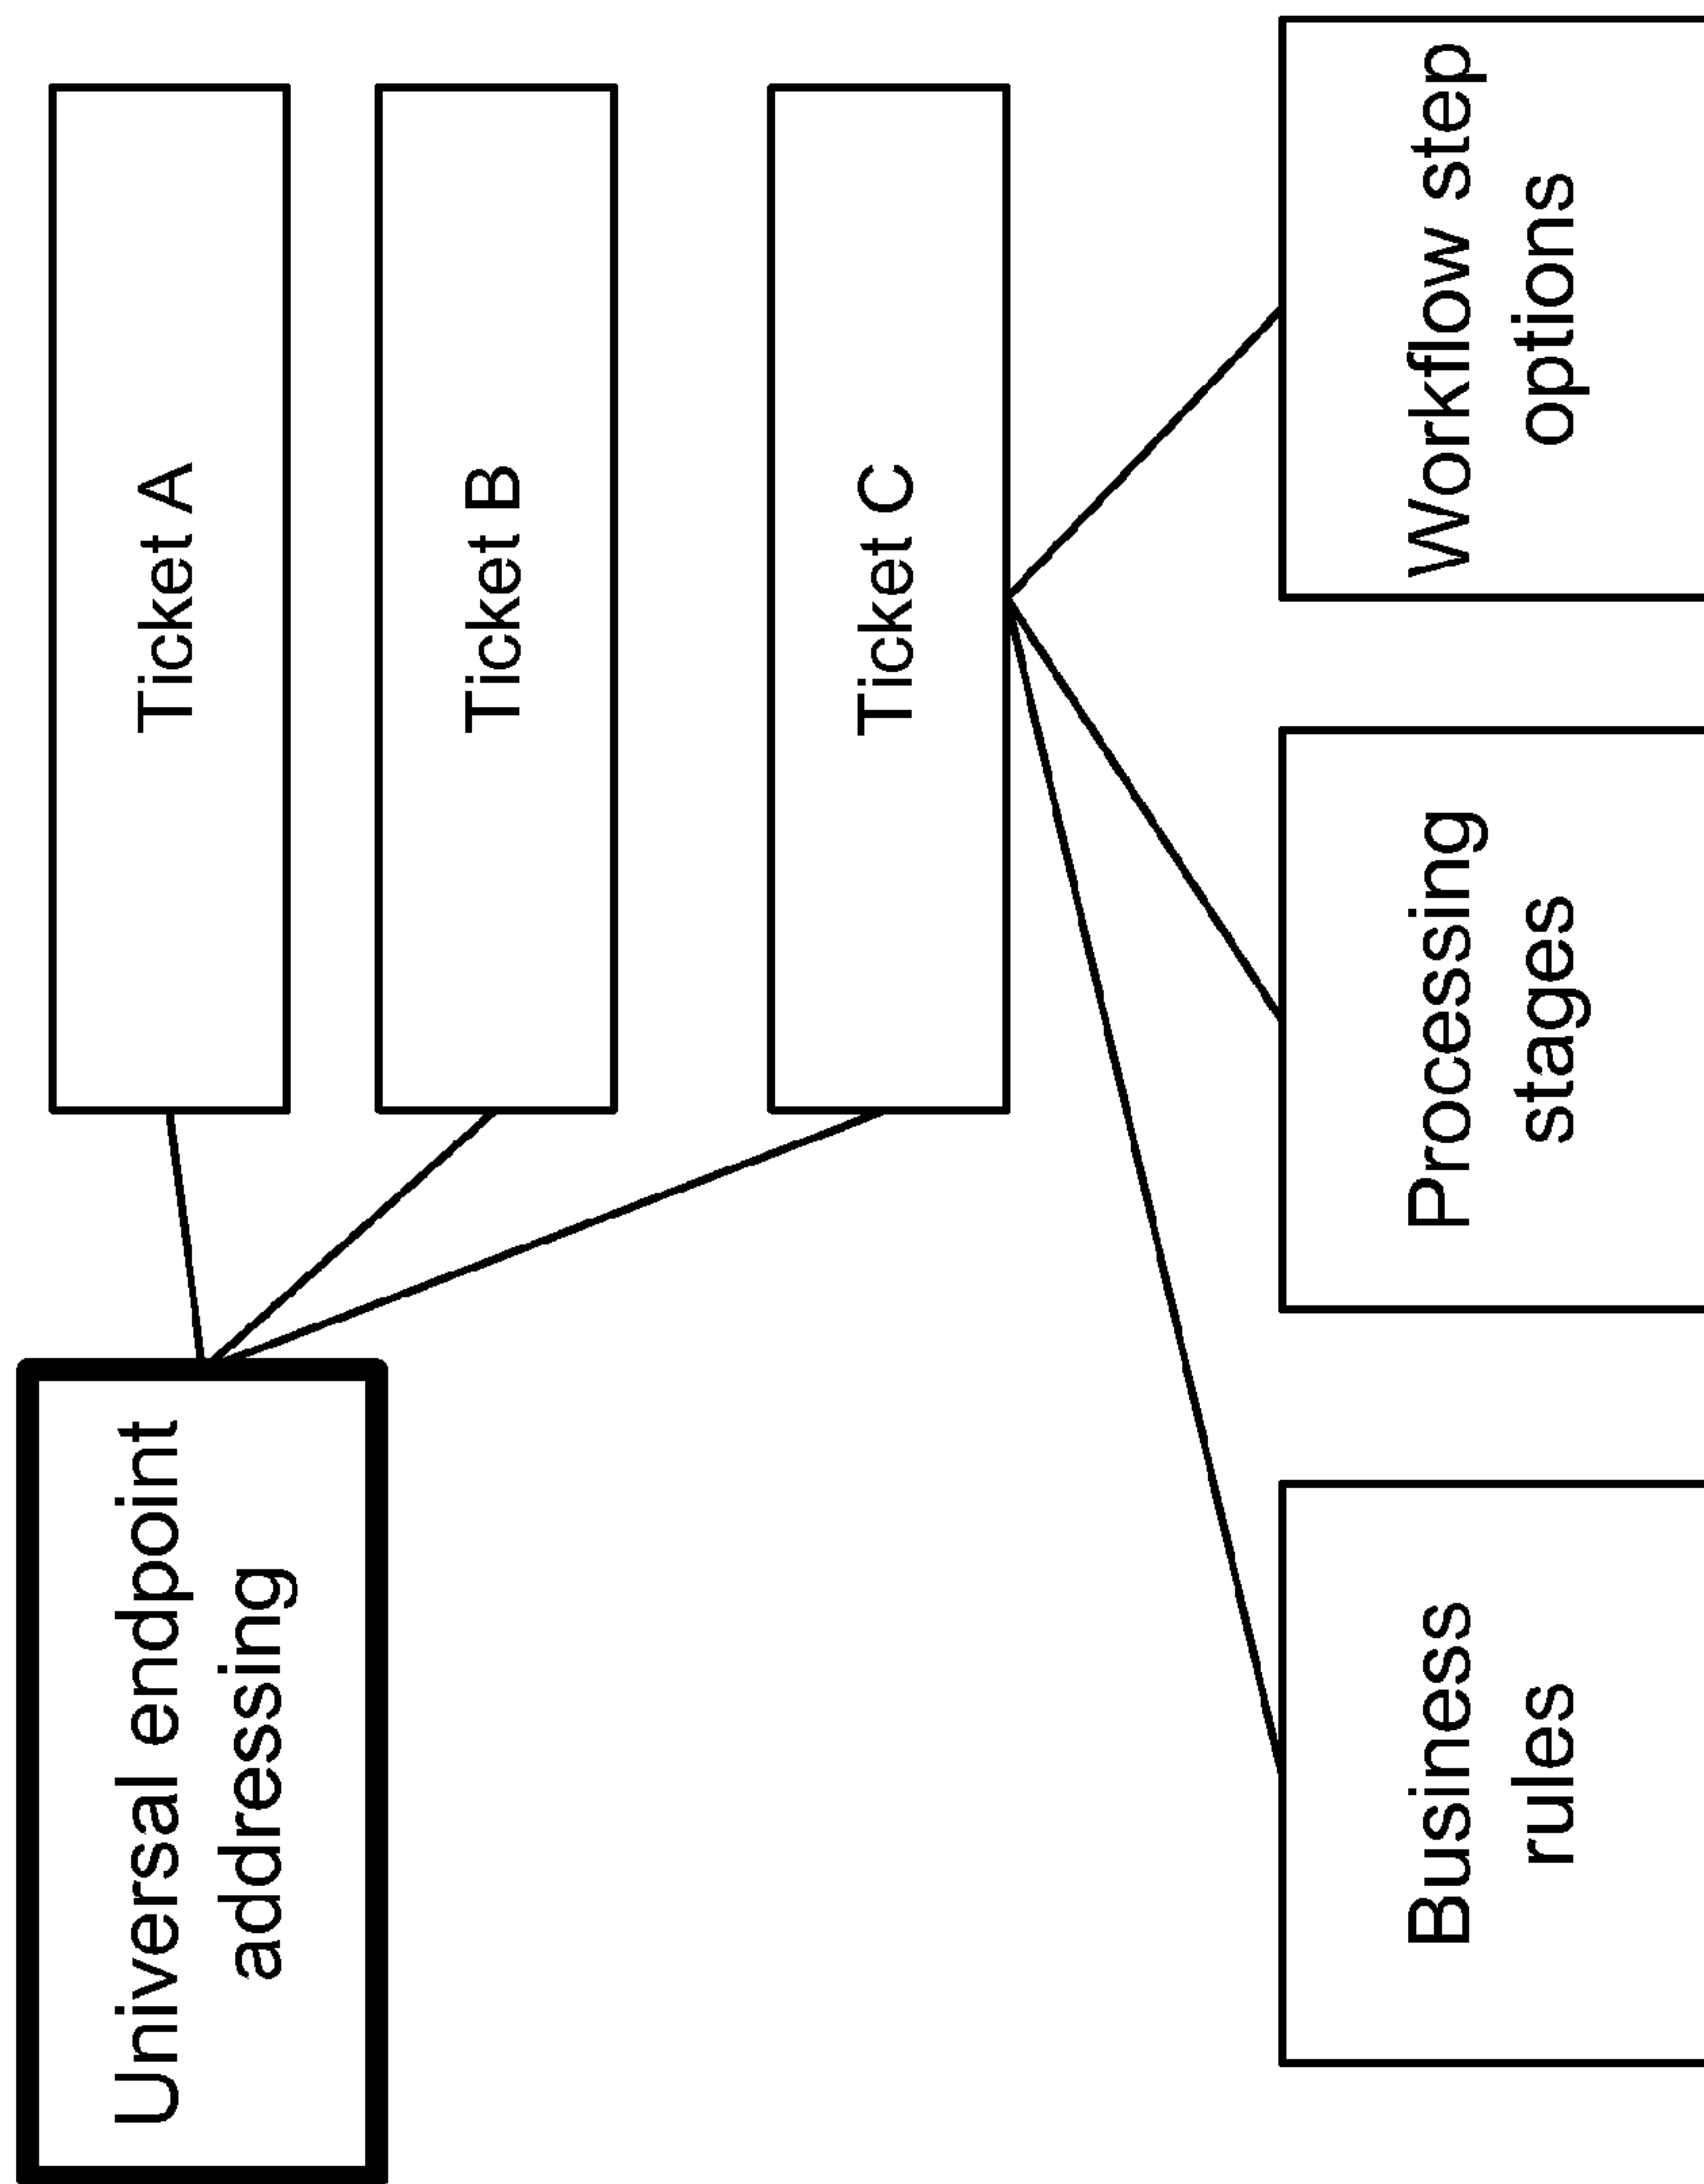 Universal endpoint
addressing
Ticket A
Ticket B
Ticket C
Business
rules
Processing
stages
Workflow step
options